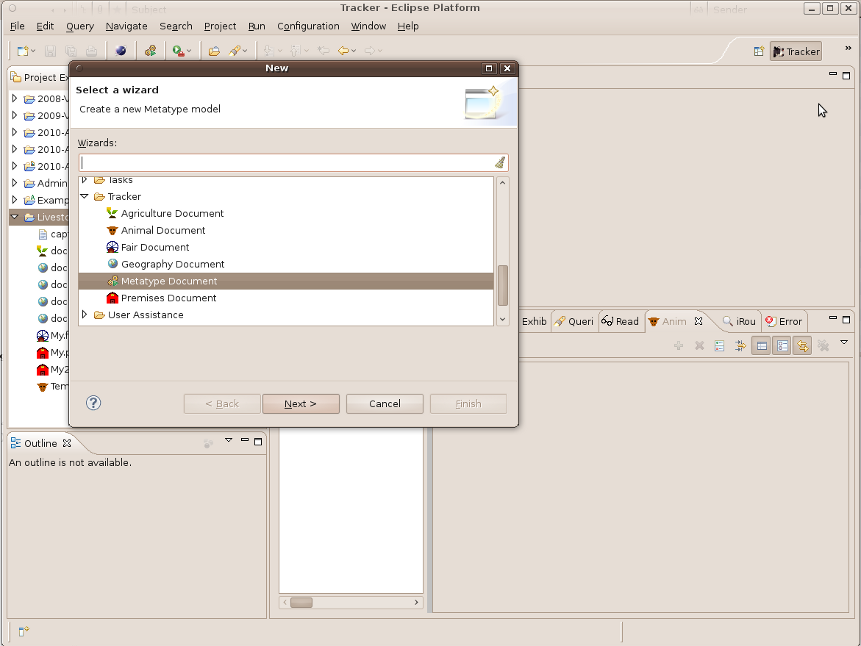 Tracker - Eclipse Platform
File Edit Query Navigate Search Project Run Configuration Window Help
Tracker
»
New
Select a wizard
Create a new Metatype model
Wizards:
Tasks
Tracker
Agriculture Document
Animal Document
Fair Document
Geography Document
Metatype Document
Premises Document
User Assistance
? < Back Next > Cancel Finish
Project Ex
2008-V
2009-V
2010-A
2010-A
2010-A
Admin
Examp
Livesto
cap
doc
doc
doc
doc
doc
My.f
My.p
My2
Tem
Exhib Queri Read Anim iRou Error
Outline
An outline is not available.